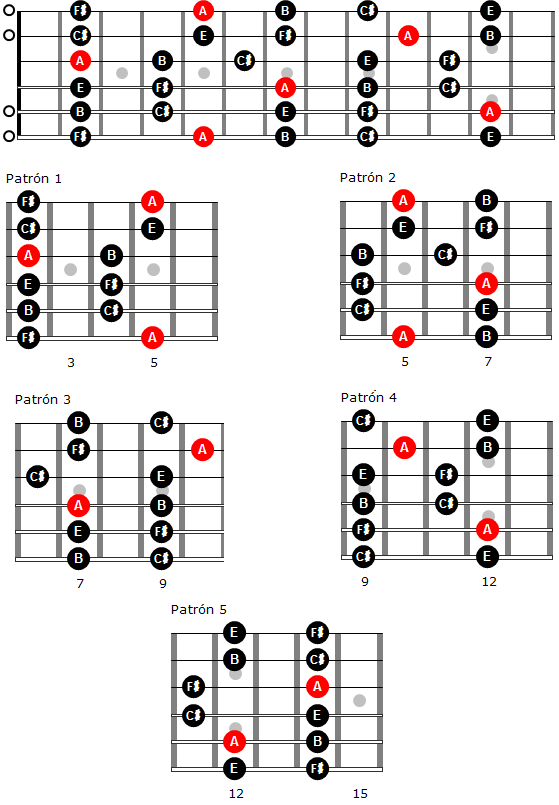 F♯ A B C♯ E
C♯ E F♯ A B
A B C♯ E F♯
E F♯ A B C♯
B C♯ E F♯ A
F♯ A B C♯ E
Patrón 1
F♯ A
C♯ E
A B
E F♯
B C♯
F♯ A
3 5
Patrón 2
A B
E F♯
B C♯
F♯ A
C♯ E
A B
5 7
Patrón 3
B C♯
F♯ A
C♯ E
A B
E F♯
B C♯
7 9
Patrón 4
C♯ E
A B
E F♯
B C♯
F♯ A
C♯ E
9 12
Patrón 5
E F♯
B C♯
F♯ A
C♯ E
A B
E F♯
12 15